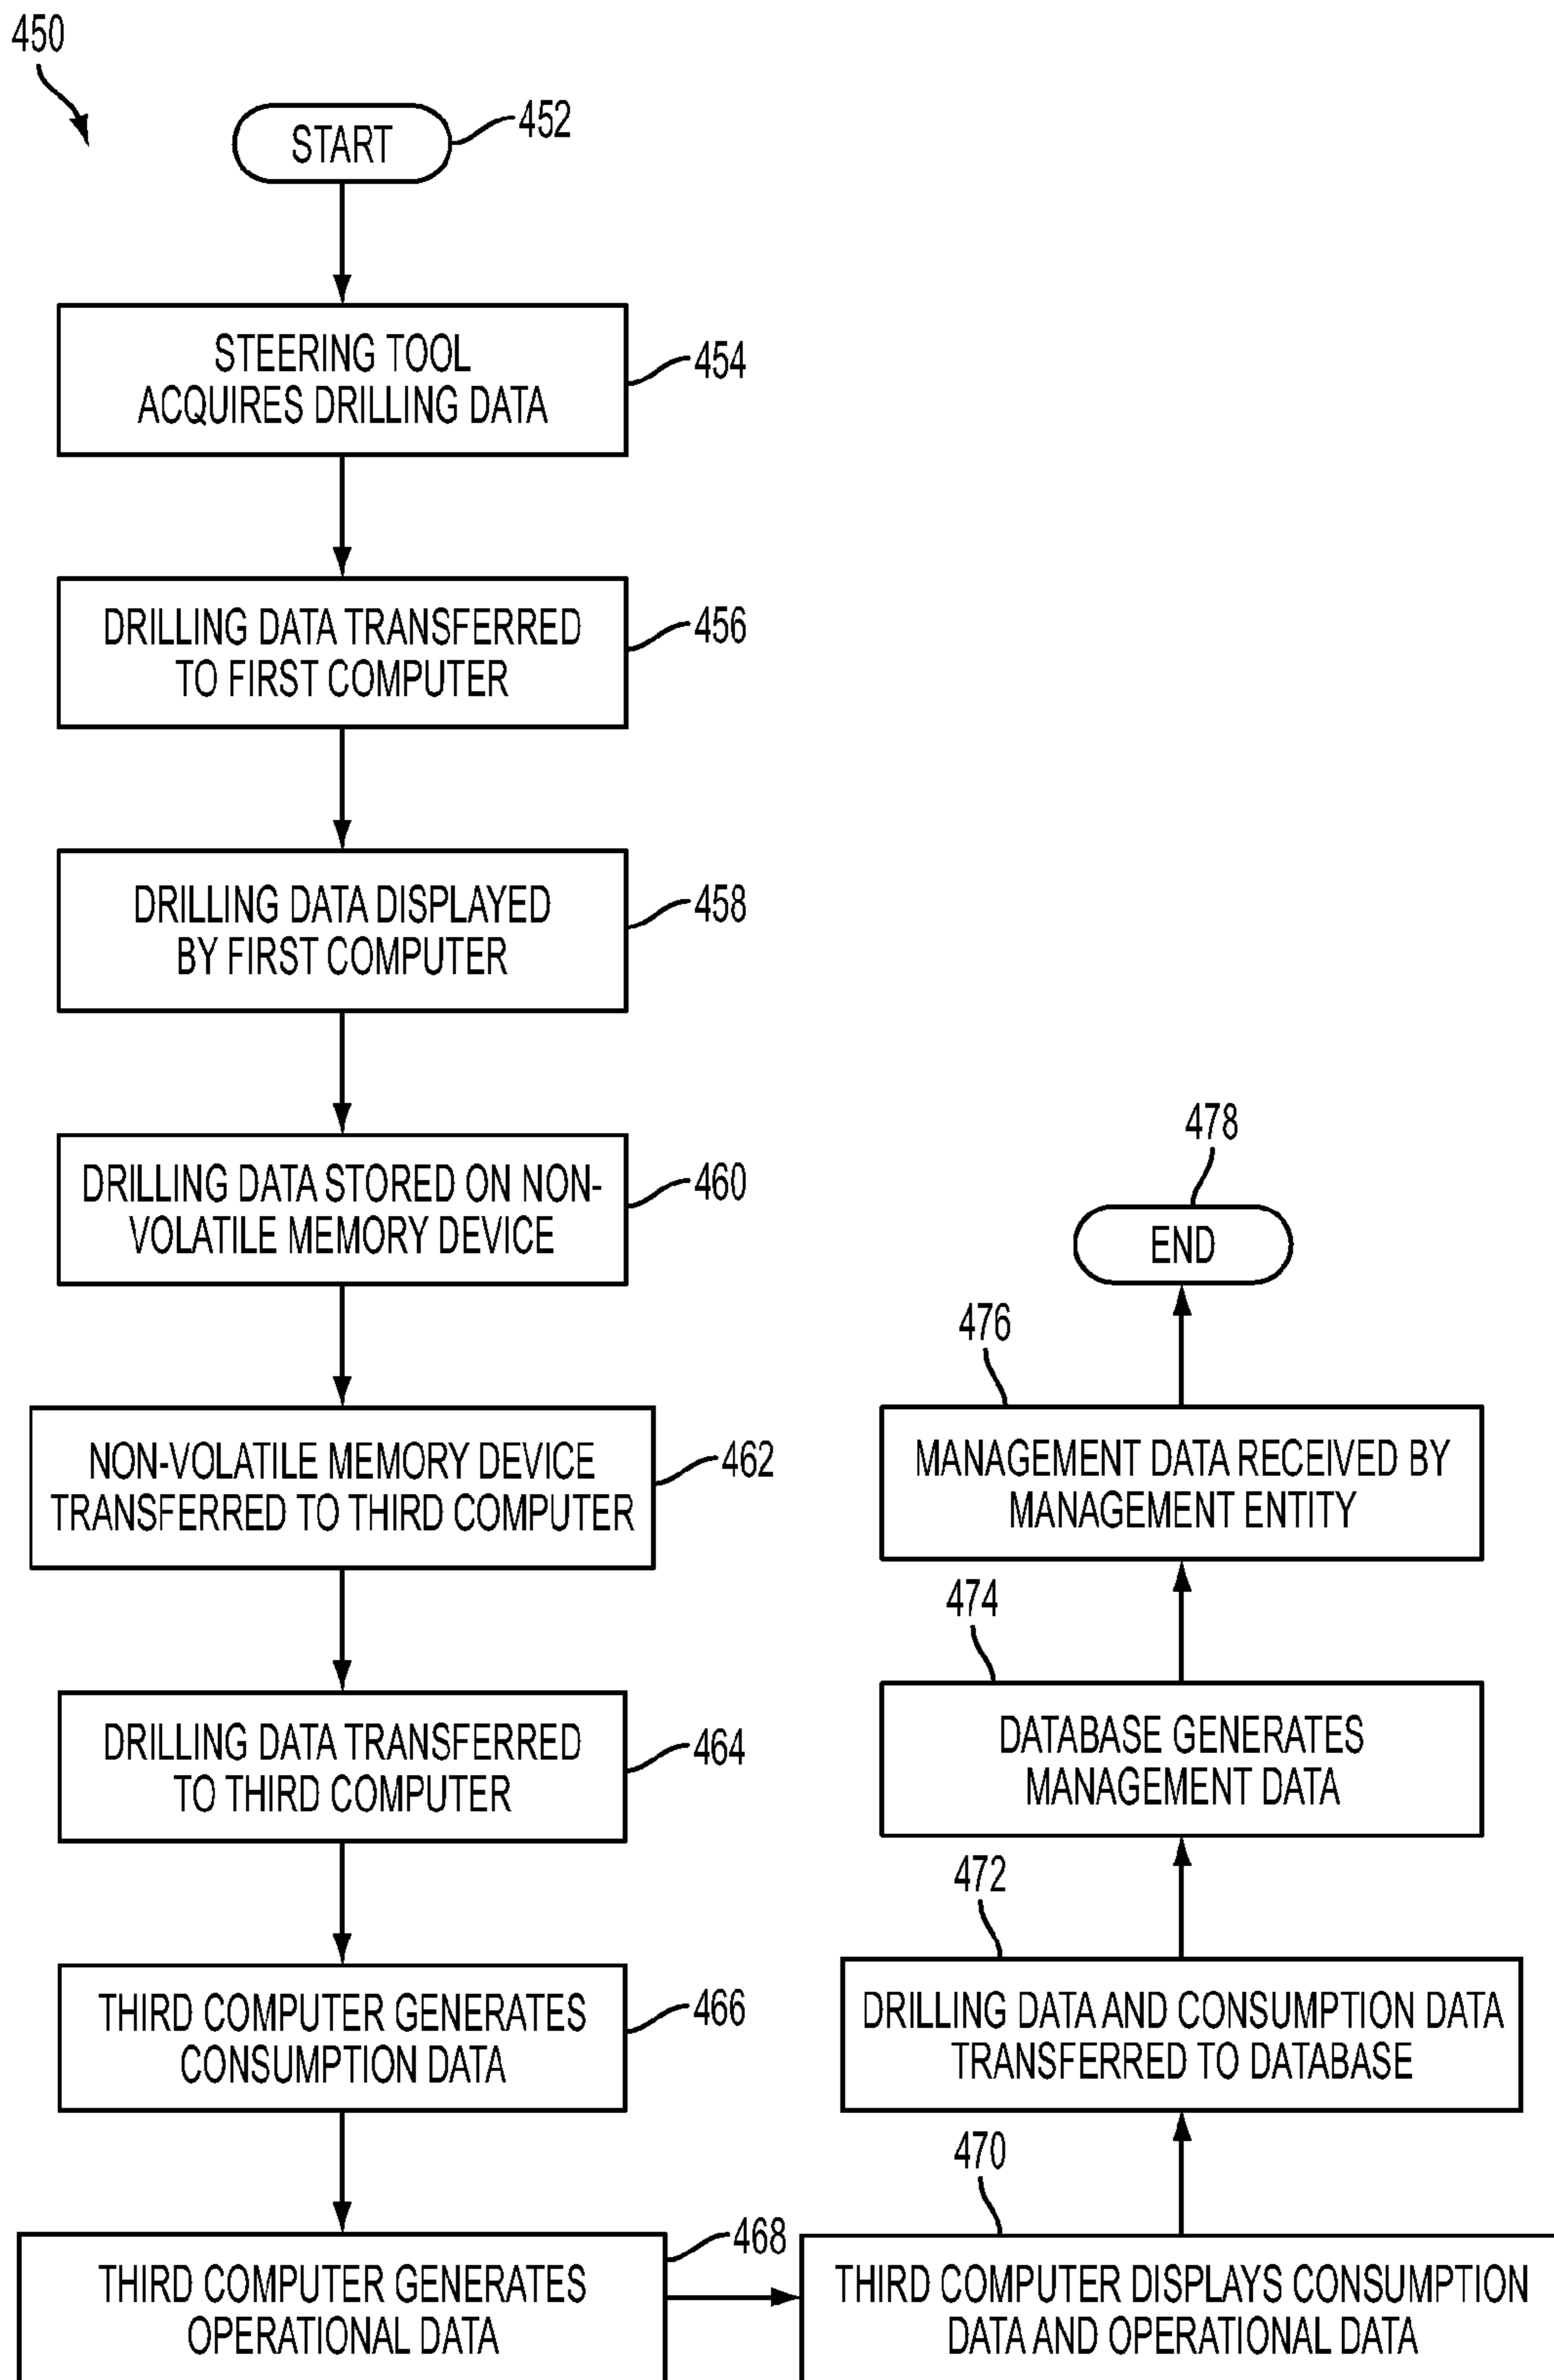 450
START
452
STEERING TOOL
ACQUIRES DRILLING DATA
454
DRILLING DATA TRANSFERRED
TO FIRST COMPUTER
456
DRILLING DATA DISPLAYED
BY FIRST COMPUTER
458
DRILLING DATA STORED ON NON-
VOLATILE MEMORY DEVICE
460
NON-VOLATILE MEMORY DEVICE
TRANSFERRED TO THIRD COMPUTER
462
DRILLING DATA TRANSFERRED
TO THIRD COMPUTER
464
THIRD COMPUTER GENERATES
CONSUMPTION DATA
466
THIRD COMPUTER GENERATES
OPERATIONAL DATA
468
470
THIRD COMPUTER DISPLAYS CONSUMPTION
DATA AND OPERATIONAL DATA
472
DRILLING DATA AND CONSUMPTION DATA
TRANSFERRED TO DATABASE
474
DATABASE GENERATES
MANAGEMENT DATA
476
MANAGEMENT DATA RECEIVED BY
MANAGEMENT ENTITY
478
END